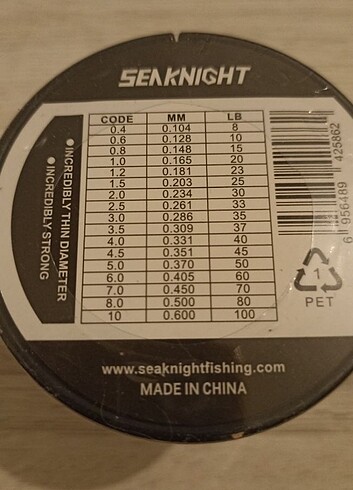 SEAKNIGHT
● INCREDIBLY THIN DIAMETER
● INCREDIBLY STRONG
CODE MM LB
0.4 0.104 8
0.6 0.128 10
0.8 0.148 15
1.0 0.165 20
1.2 0.181 23
1.5 0.203 25
2.0 0.234 30
2.5 0.261 33
3.0 0.286 35
3.5 0.309 37
4.0 0.331 40
4.5 0.351 45
5.0 0.370 50
6.0 0.405 60
7.0 0.450 70
8.0 0.500 80
10 0.600 100
6 956489 425862
1
PET
www.seaknightfishing.com
MADE IN CHINA